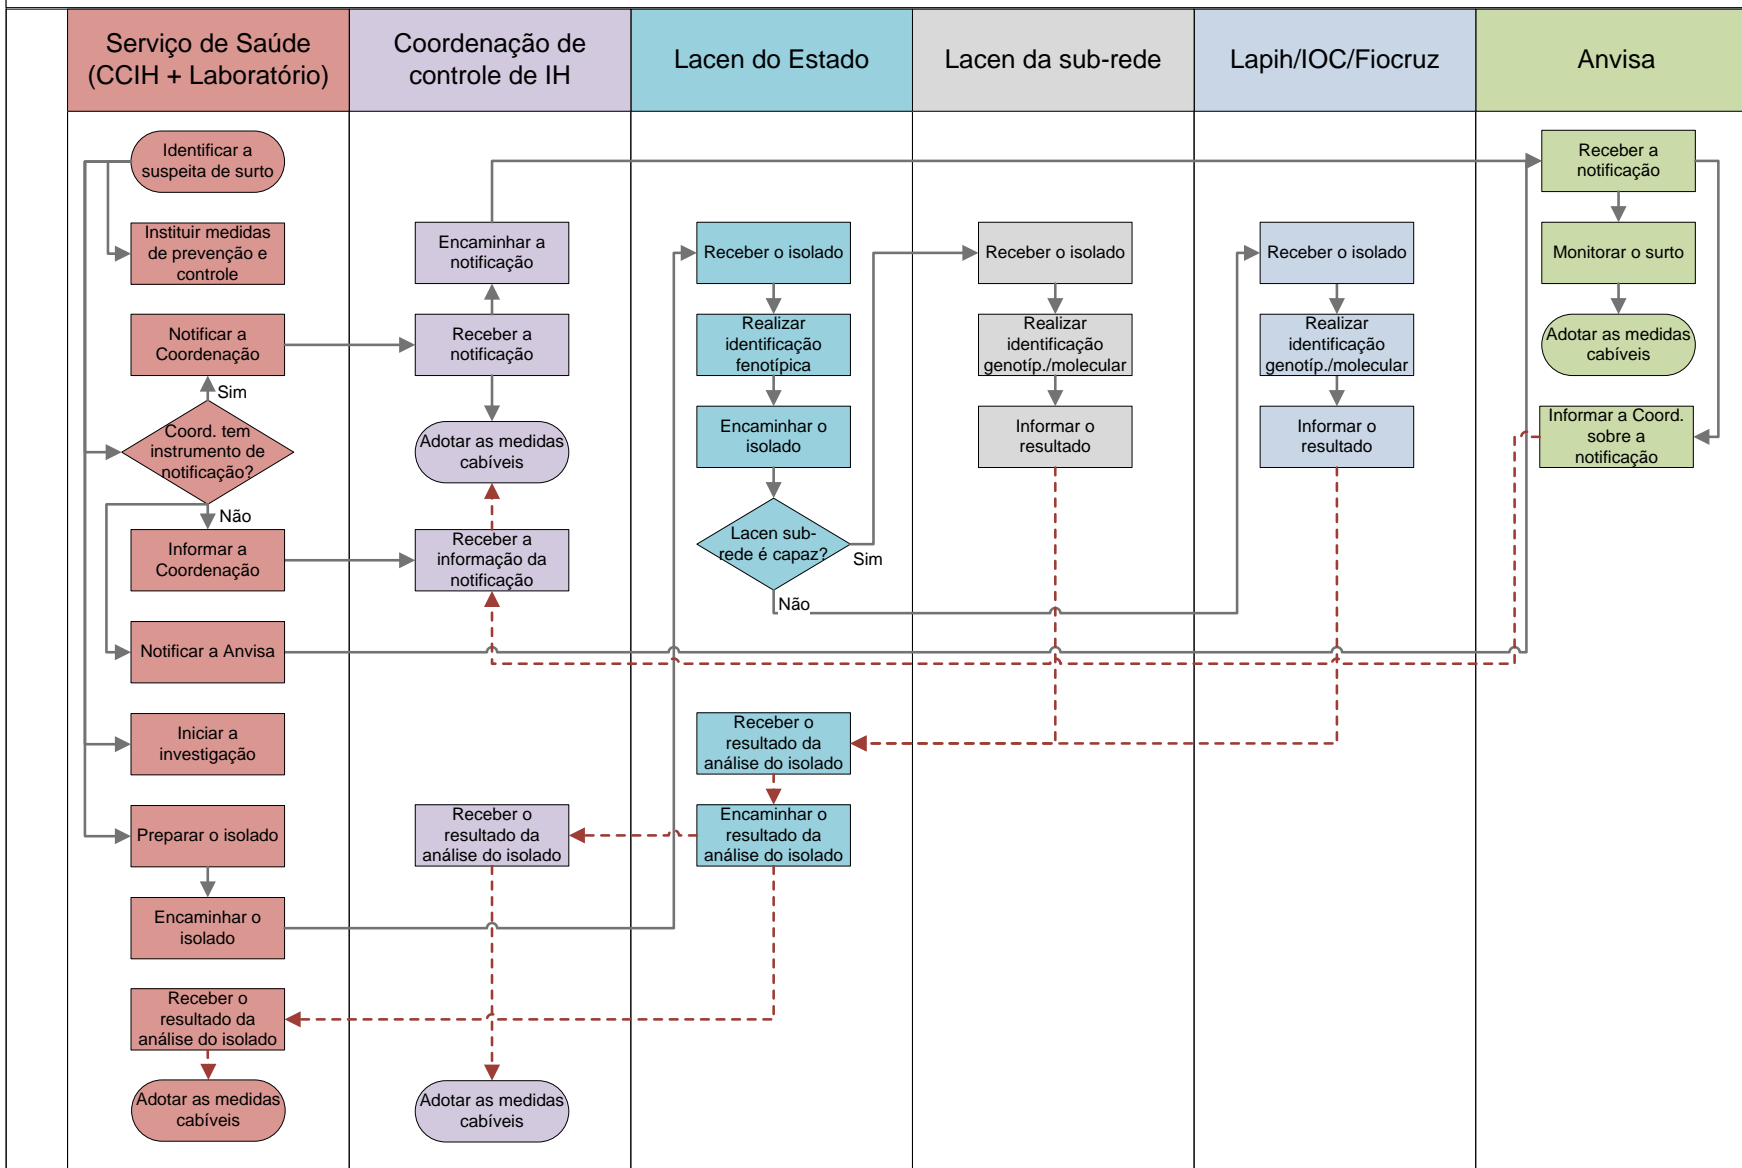 Serviço de Saúde
(CCIH + Laboratório)
Coordenação de
controle de IH
Lacen do Estado
Lacen da sub-rede
Lapih/IOC/Fiocruz
Anvisa
Identificar a
suspeita de surto
Instituir medidas
de prevenção e
controle
Notificar a
Coordenação
Sim
Coord. tem
instrumento de
notificação?
Não
Informar a
Coordenação
Notificar a Anvisa
Iniciar a
investigação
Preparar o isolado
Encaminhar o
isolado
Receber o
resultado da
análise do isolado
Adotar as medidas
cabíveis
Encaminhar a
notificação
Receber a
notificação
Adotar as medidas
cabíveis
Receber a
informação da
notificação
Receber o
resultado da
análise do isolado
Adotar as medidas
cabíveis
Receber o isolado
Realizar
identificação
fenotípica
Encaminhar o
isolado
Lacen sub-
rede é capaz?
Sim
Não
Receber o
resultado da
análise do isolado
Encaminhar o
resultado da
análise do isolado
Receber o isolado
Realizar
identificação
genotíp./molecular
Informar o
resultado
Receber o isolado
Realizar
identificação
genotíp./molecular
Informar o
resultado
Receber a
notificação
Monitorar o surto
Adotar as medidas
cabíveis
Informar a Coord.
sobre a
notificação